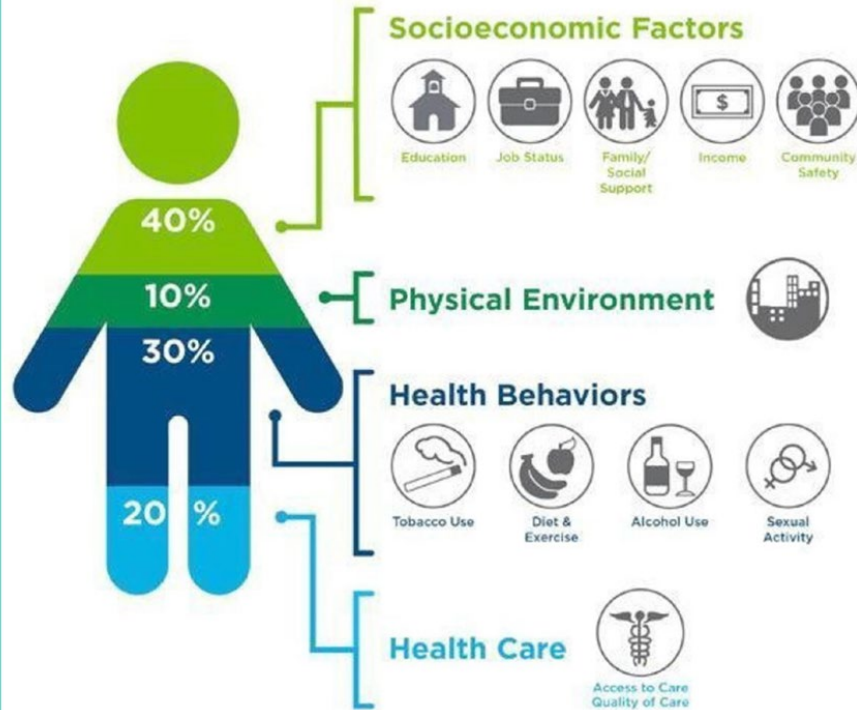 Socioeconomic Factors
Education
Job Status
Family/
Social
Support
Income
Community
Safety
40%
10%
Physical Environment
30%
Health Behaviors
Tobacco Use
Diet &
Exercise
Alcohol Use
Sexual
Activity
20 %
Health Care
Access to Care
Quality of Care
$